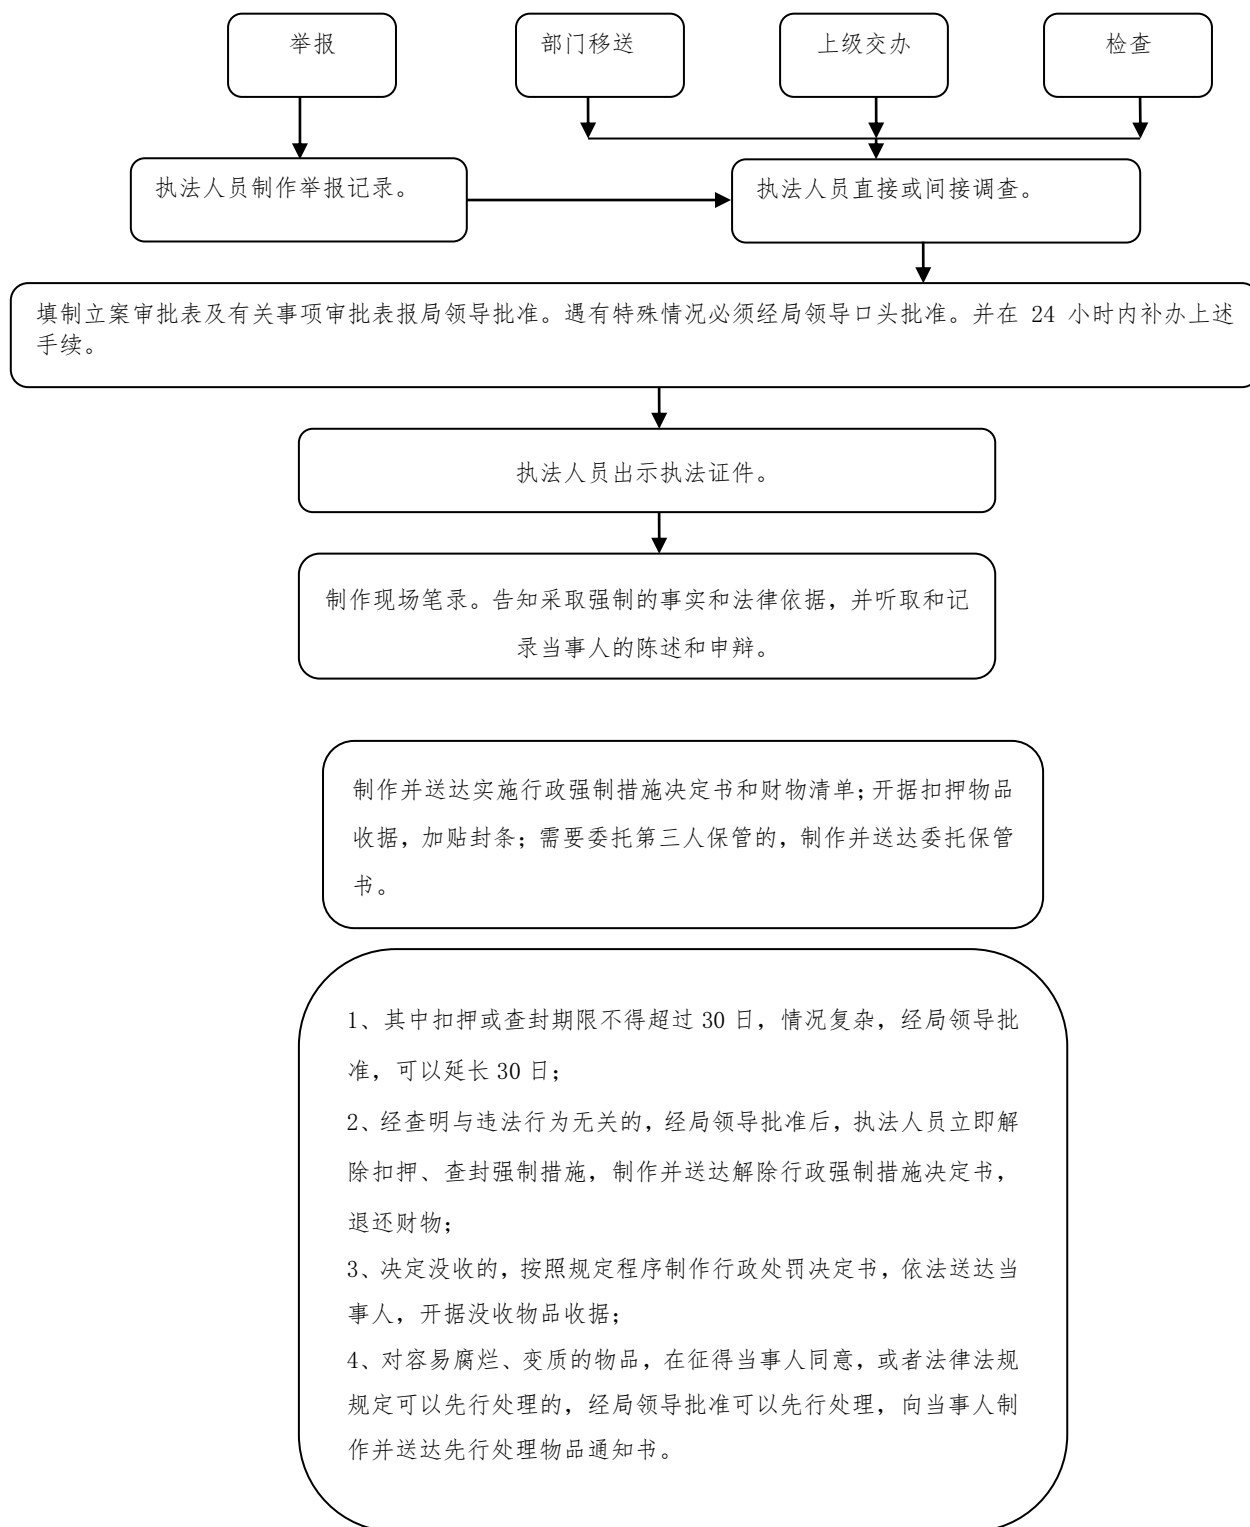 举报
部门移送
上级交办
检查
执法人员制作举报记录。
执法人员直接或间接调查。
填制立案审批表及有关事项审批表报局领导批准。遇有特殊情况必须经局领导口头批准。并在 24 小时内补办上述
手续。
执法人员出示执法证件。
制作现场笔录。告知采取强制的事实和法律依据，并听取和记
录当事人的陈述和申辩。
制作并送达实施行政强制措施决定书和财物清单；开据扣押物品
收据，加贴封条；需要委托第三人保管的，制作并送达委托保管
书。
1、其中扣押或查封期限不得超过 30 日，情况复杂，经局领导批
准，可以延长 30 日；
2、经查明与违法行为无关的，经局领导批准后，执法人员立即解
除扣押、查封强制措施，制作并送达解除行政强制措施决定书，
退还财物；
3、决定没收的，按照规定程序制作行政处罚决定书，依法送达当
事人，开据没收物品收据；
4、对容易腐烂、变质的物品，在征得当事人同意，或者法律法规
规定可以先行处理的，经局领导批准可以先行处理，向当事人制
作并送达先行处理物品通知书。